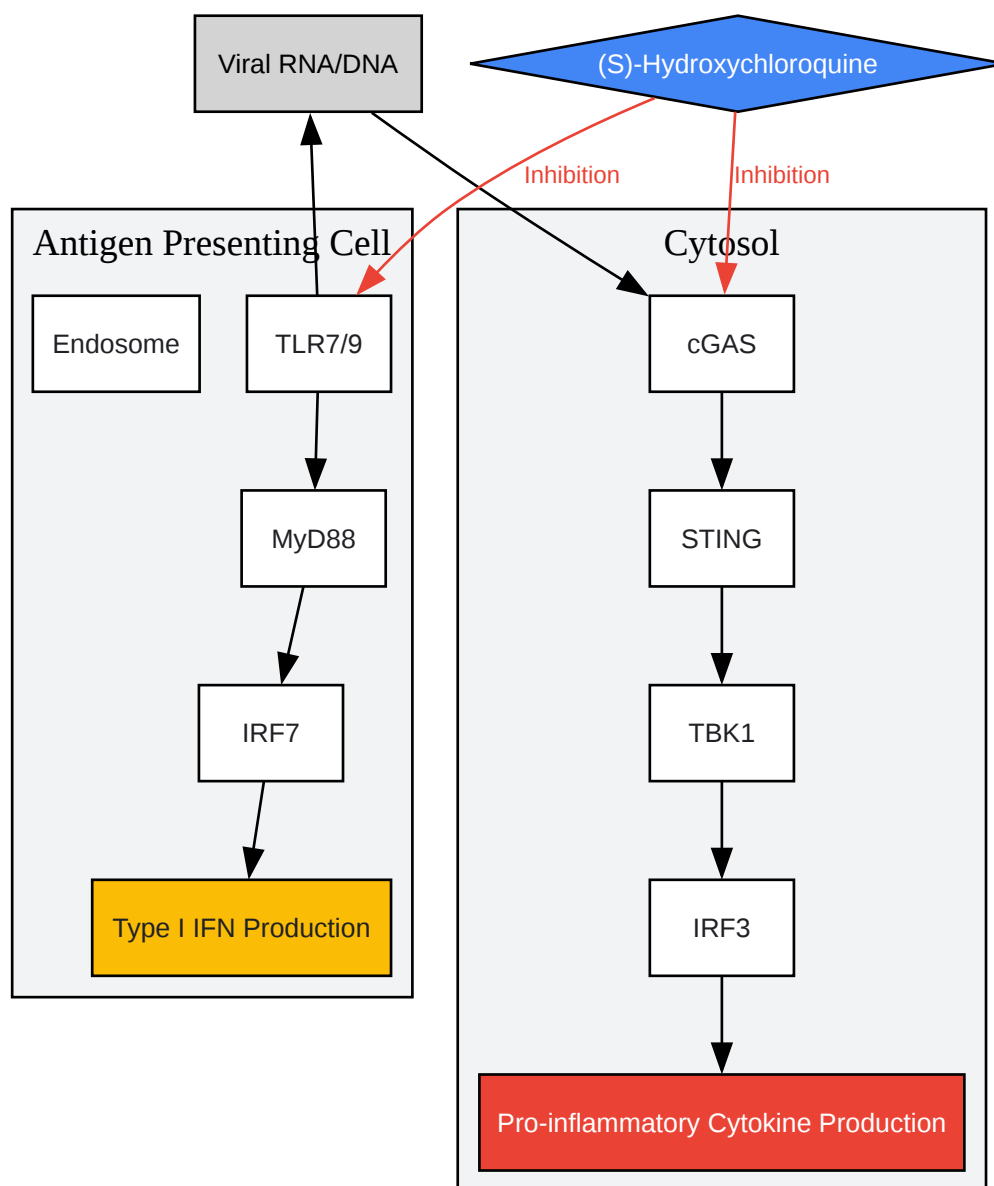 Viral RNA/DNA
(S)-Hydroxychloroquine
Inhibition
Inhibition
Antigen Presenting Cell
Cytosol
Endosome
TLR7/9
cGAS
MyD88
STING
IRF7
TBK1
Type I IFN Production
IRF3
Pro-inflammatory Cytokine Production